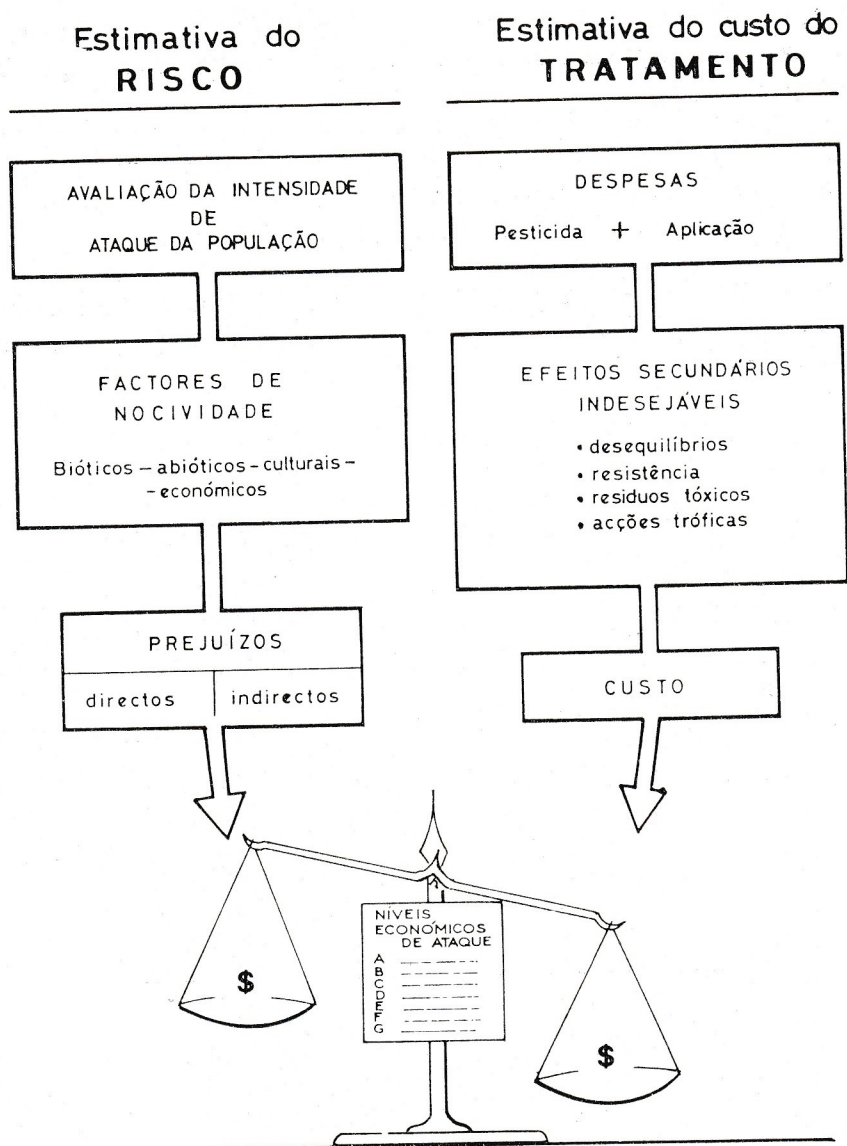 Estimativa do
RISCO
AVALIAÇÃO DA INTENSIDADE
DE
ATAQUE DA POPULAÇÃO
FACTORES DE
NOCIVIDADE
Bióticos – abióticos – culturais –
– económicos
PREJUÍZOS
directos indirectos
Estimativa do custo do
TRATAMENTO
DESPESAS
Pesticida + Aplicação
EFEITOS SECUNDÁRIOS
INDESEJÁVEIS
• desequilíbrios
• resistência
• residuos tóxicos
• acções tróficas
CUSTO
NÍVEIS
ECONÓMICOS
DE ATAQUE
A
B
C
D
E
F
G
$
$